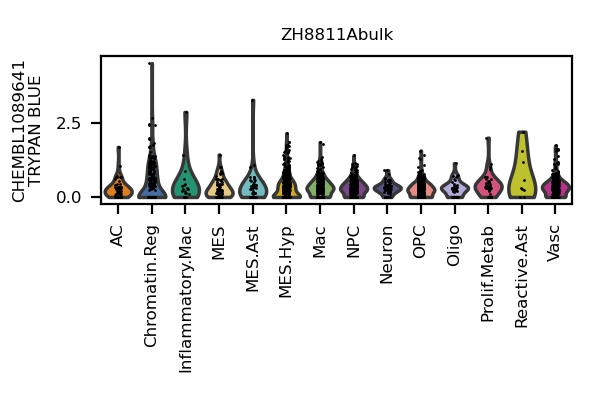 ZH8811Abulk
CHEMBL1089641
TRYPAN BLUE
2.5
0.0
AC
Chromatin.Reg
Inflammatory.Mac
MES
MES.Ast
MES.Hyp
Mac
NPC
Neuron
OPC
Oligo
Prolif.Metab
Reactive.Ast
Vasc